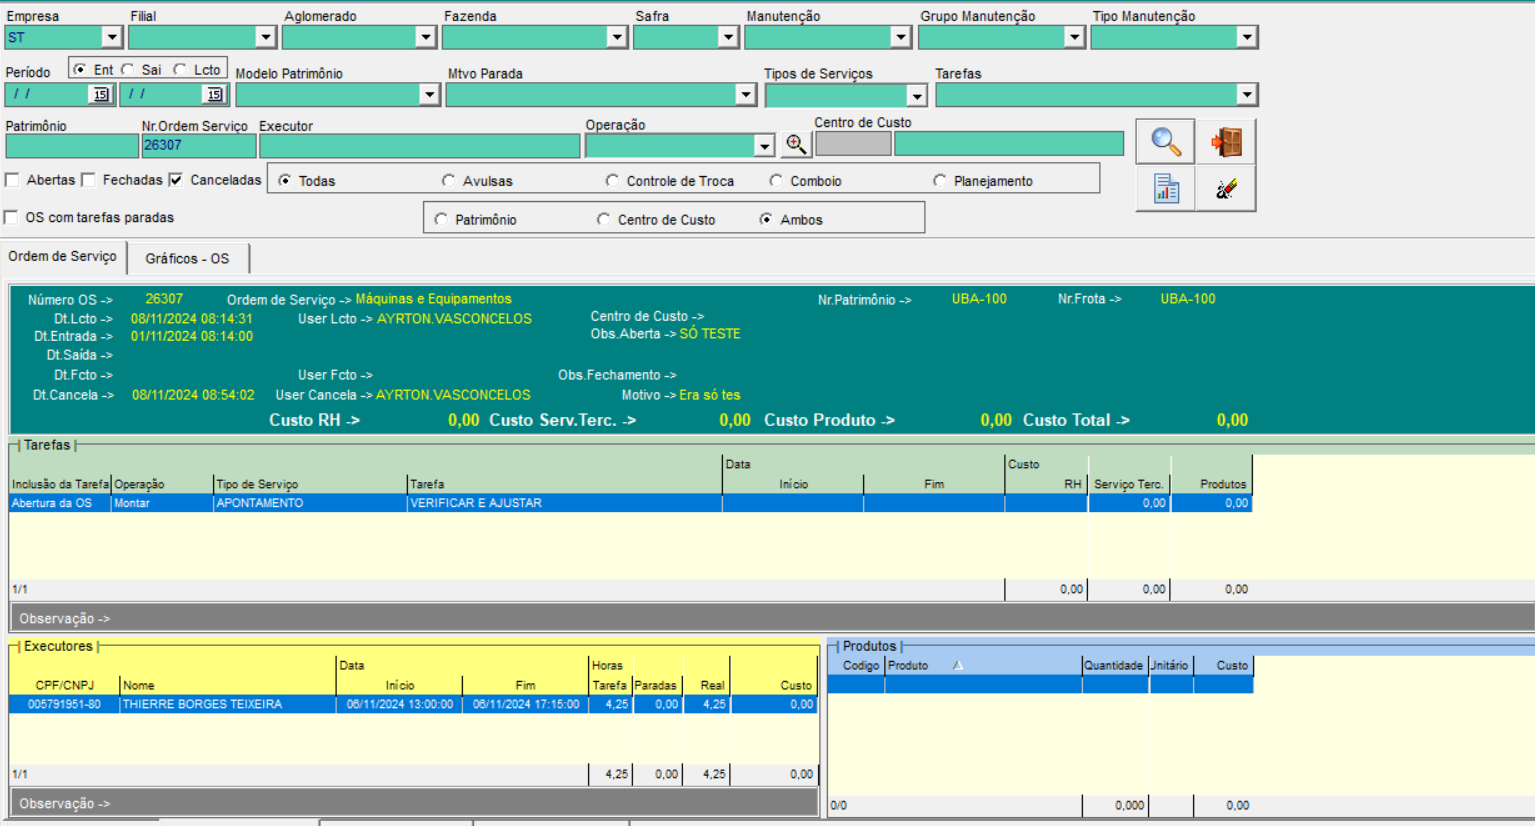 Empresa Filial Aglomerado Fazenda Safra Manutenção Grupo Manutenção Tipo Manutenção
ST
Período Ent Sai Lcto Modelo Patrimônio Mtvo Parada Tipos de Serviços Tarefas
/ / 15 / / 15
Patrimônio Nr.Ordem Serviço Executor Operação Centro de Custo
26307
Abertas Fechadas Canceladas Todas Avulsas Controle de Troca Comboio Planejamento
OS com tarefas paradas Patrimônio Centro de Custo Ambos
Ordem de Serviço Gráficos - OS
Número OS -> 26307 Ordem de Serviço -> Máquinas e Equipamentos Nr.Patrimônio -> UBA-100 Nr.Frota -> UBA-100
Dt.Lcto -> 08/11/2024 08:14:31 User Lcto -> AYRTON.VASCONCELOS Centro de Custo ->
Dt.Entrada -> 01/11/2024 08:14:00 Obs.Aberta -> SÓ TESTE
Dt.Saída ->
Dt.Fcto -> User Fcto -> Obs.Fechamento ->
Dt.Cancela -> 08/11/2024 08:54:02 User Cancela -> AYRTON.VASCONCELOS Motivo -> Era só tes
Custo RH -> 0,00 Custo Serv.Terc. -> 0,00 Custo Produto -> 0,00 Custo Total -> 0,00
Tarefas
Data Custo
Inclusão da Tarefa Operação Tipo de Serviço Tarefa Início Fim RH Serviço Terc. Produtos
Abertura da OS Montar APONTAMENTO VERIFICAR E AJUSTAR 0,00 0,00
1/1 0,00 0,00 0,00
Observação ->
Executores
Data Horas
CPF/CNPJ Nome Início Fim Tarefa Paradas Real Custo
005791951-80 THIERRE BORGES TEIXEIRA 06/11/2024 13:00:00 06/11/2024 17:15:00 4,25 0,00 4,25 0,00
1/1 4,25 0,00 4,25 0,00
Observação ->
Produtos
Codigo Produto Quantidade Jnitário Custo
0/0 0,000 0,00